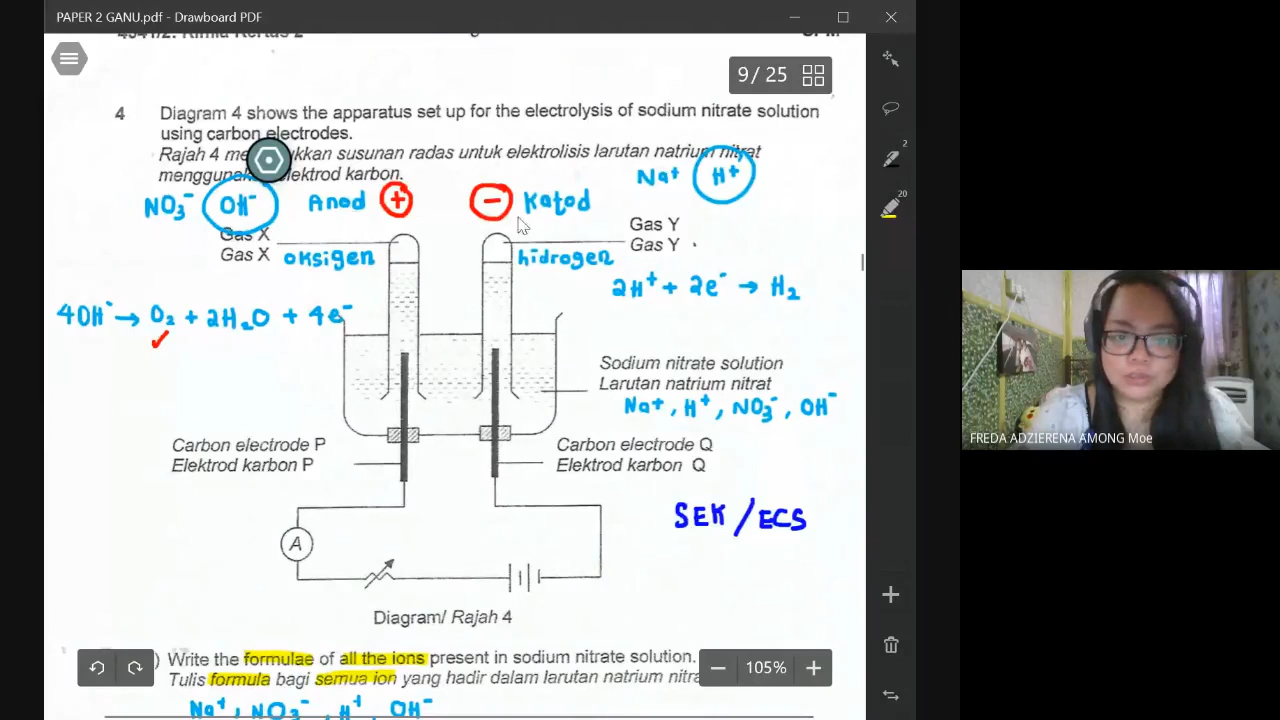 PAPER 2 GANU.pdf - Drawboard PDF
9/ 25
4 Diagram 4 shows the apparatus set up for the electrolysis of sodium nitrate solution
using carbon electrodes.
Rajah 4 kkan susunan radas untuk elektrolisis larutan natrium nitrat
elektrod karbon.
NO₃⁻ OH⁻ Anod + − Katod Na⁺ H⁺
Gas X
Gas X oksigen
Gas Y
hidrogen Gas Y
2H⁺ + 2e⁻ → H₂
4OH⁻ → O₂ + 2H₂O + 4e⁻
Sodium nitrate solution
Larutan natrium nitrat
Na⁺, H⁺, NO₃⁻, OH⁻
Carbon electrode P
Elektrod karbon P
Carbon electrode Q
Elektrod karbon Q
SEK/ECS
A
Diagram/ Rajah 4
) Write the formulae of all the ions present in sodium nitrate solution.
Tulis formula bagi semua ion yang hadir dalam larutan natrium nitra
Na⁺, NO₃⁻, H⁺, OH⁻
105%
2
20
FREDA ADZIERENA AMONG Moe